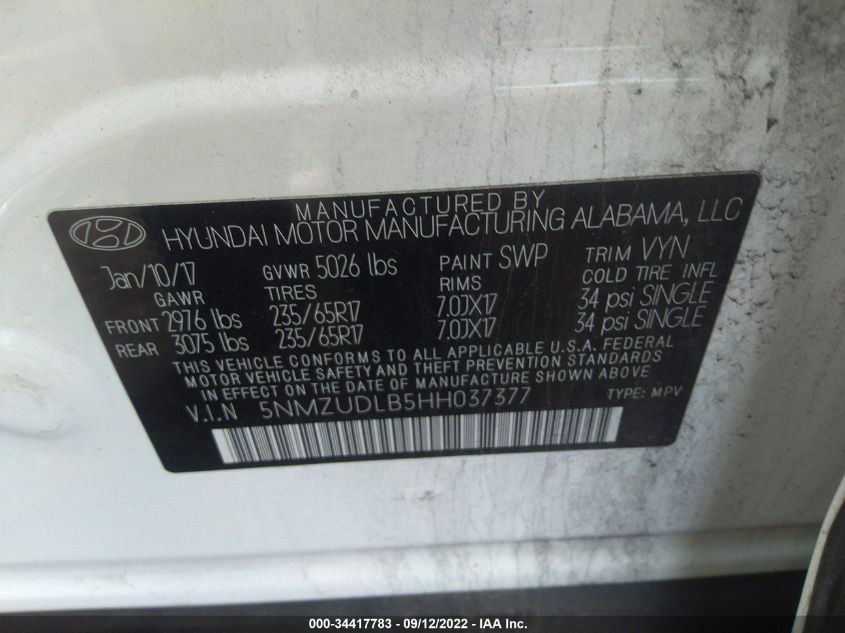 MANUFACTURED BY
HYUNDAI MOTOR MANUFACTURING ALABAMA, LLC
Jan/10/17 GVWR 5026 lbs PAINT SWP TRIM VYN
GAWR TIRES RIMS COLD TIRE INFL
FRONT 2976 lbs 235/65R17 7.0JX17 34 psi SINGLE
REAR 3075 lbs 235/65R17 7.0JX17 34 psi SINGLE
THIS VEHICLE CONFORMS TO ALL APPLICABLE U.S.A. FEDERAL
MOTOR VEHICLE SAFETY AND THEFT PREVENTION STANDARDS
IN EFFECT ON THE DATE OF MANUFACTURE SHOWN ABOVE
V.I.N 5NMZUDLB5HH037377 TYPE: MPV
000-34417783 - 09/12/2022 - IAA Inc.